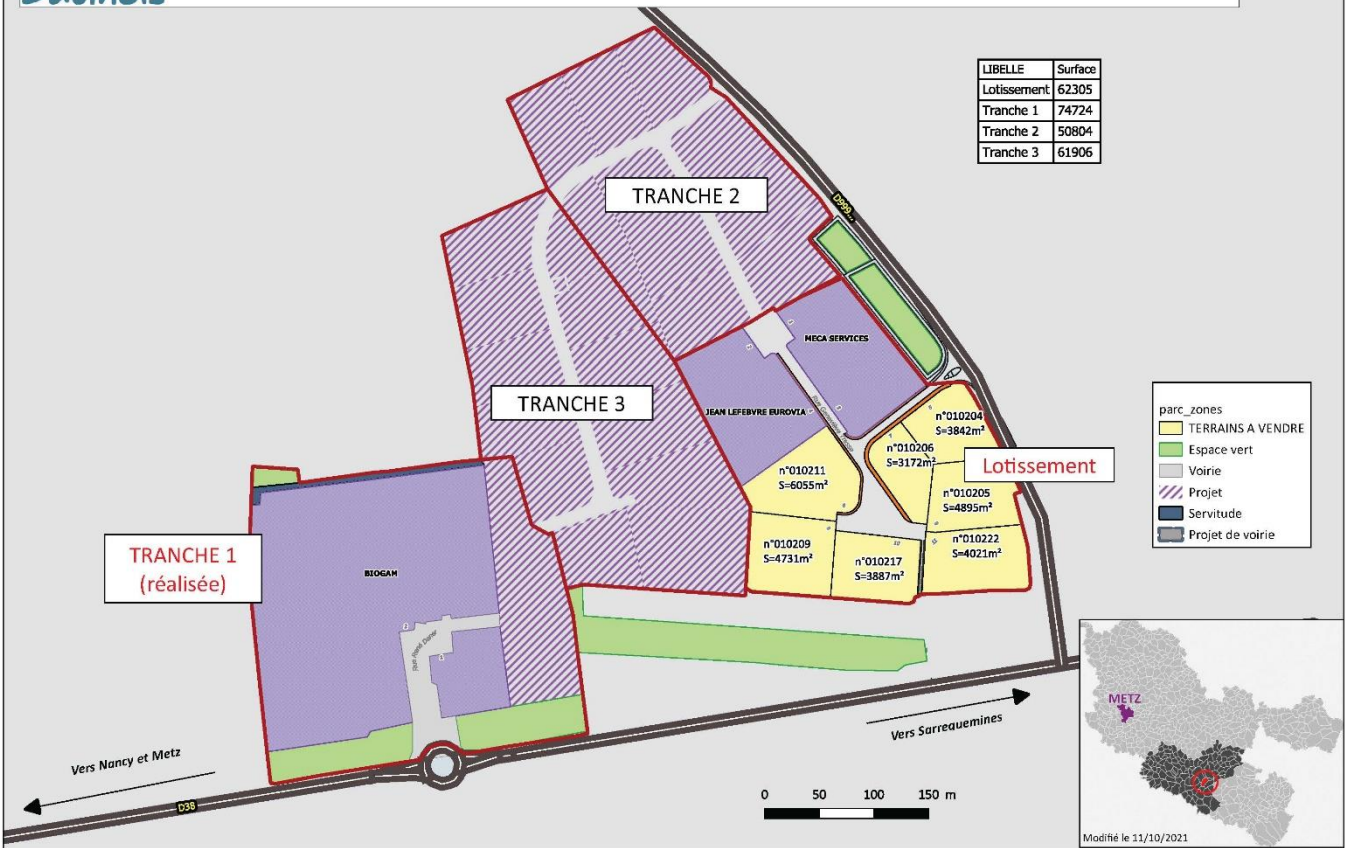 LIBELLE Surface
Lotissement 62305
Tranche 1 74724
Tranche 2 50804
Tranche 3 61906
TRANCHE 2
D999...
MECA SERVICES
TRANCHE 3
JEAN LEFEBVRE EUROVIA
n°010204
S=3842m²
n°010206
S=3172m²
Lotissement
n°010211
S=6055m²
n°010205
S=4895m²
n°010209
S=4731m²
n°010217
S=3887m²
n°010222
S=4021m²
parc_zones
TERRAINS A VENDRE
Espace vert
Voirie
Projet
Servitude
Projet de voirie
TRANCHE 1
(réalisée)
BIOGAM
Vers Nancy et Metz
Vers Sarreguemines
D38
0 50 100 150 m
METZ
Modifié le 11/10/2021